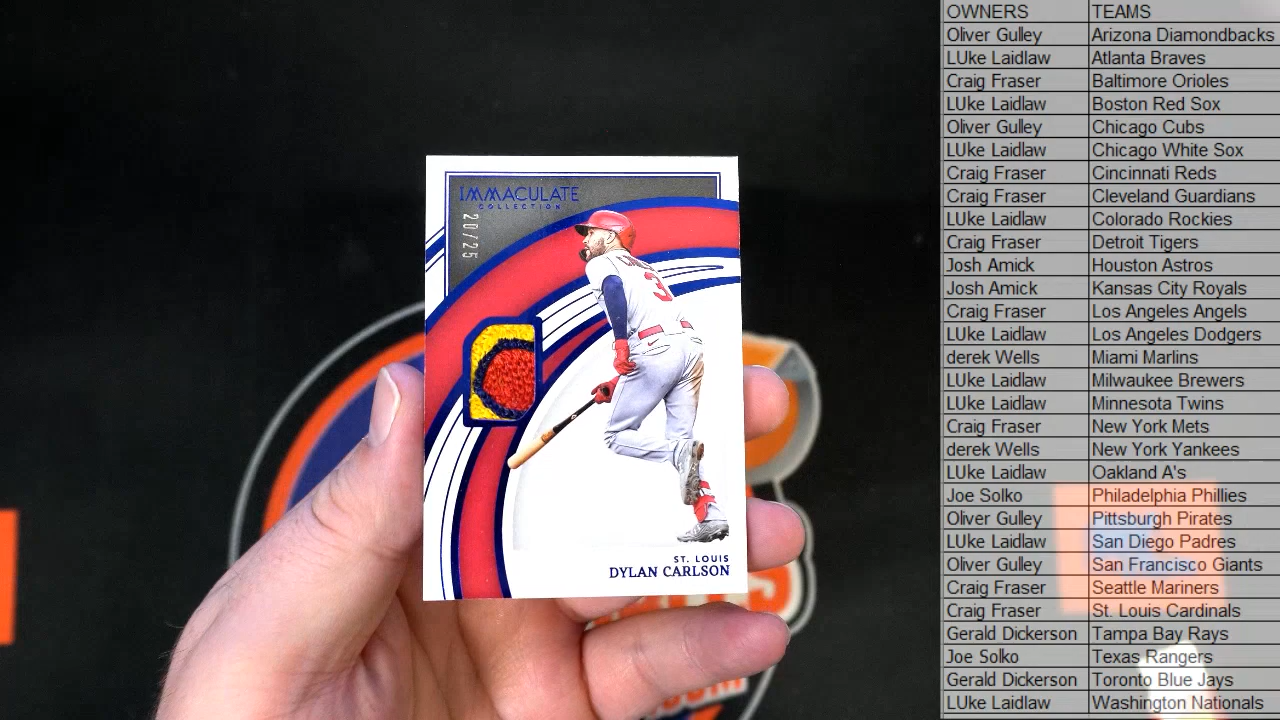 IMMACULATE
COLLECTION
20/25
3
ST. LOUIS
DYLAN CARLSON
OWNERS TEAMS
Oliver Gulley Arizona Diamondbacks
LUke Laidlaw Atlanta Braves
Craig Fraser Baltimore Orioles
LUke Laidlaw Boston Red Sox
Oliver Gulley Chicago Cubs
LUke Laidlaw Chicago White Sox
Craig Fraser Cincinnati Reds
Craig Fraser Cleveland Guardians
LUke Laidlaw Colorado Rockies
Craig Fraser Detroit Tigers
Josh Amick Houston Astros
Josh Amick Kansas City Royals
Craig Fraser Los Angeles Angels
LUke Laidlaw Los Angeles Dodgers
derek Wells Miami Marlins
LUke Laidlaw Milwaukee Brewers
LUke Laidlaw Minnesota Twins
Craig Fraser New York Mets
derek Wells New York Yankees
LUke Laidlaw Oakland A's
Joe Solko Philadelphia Phillies
Oliver Gulley Pittsburgh Pirates
LUke Laidlaw San Diego Padres
Oliver Gulley San Francisco Giants
Craig Fraser Seattle Mariners
Craig Fraser St. Louis Cardinals
Gerald Dickerson Tampa Bay Rays
Joe Solko Texas Rangers
Gerald Dickerson Toronto Blue Jays
LUke Laidlaw Washington Nationals